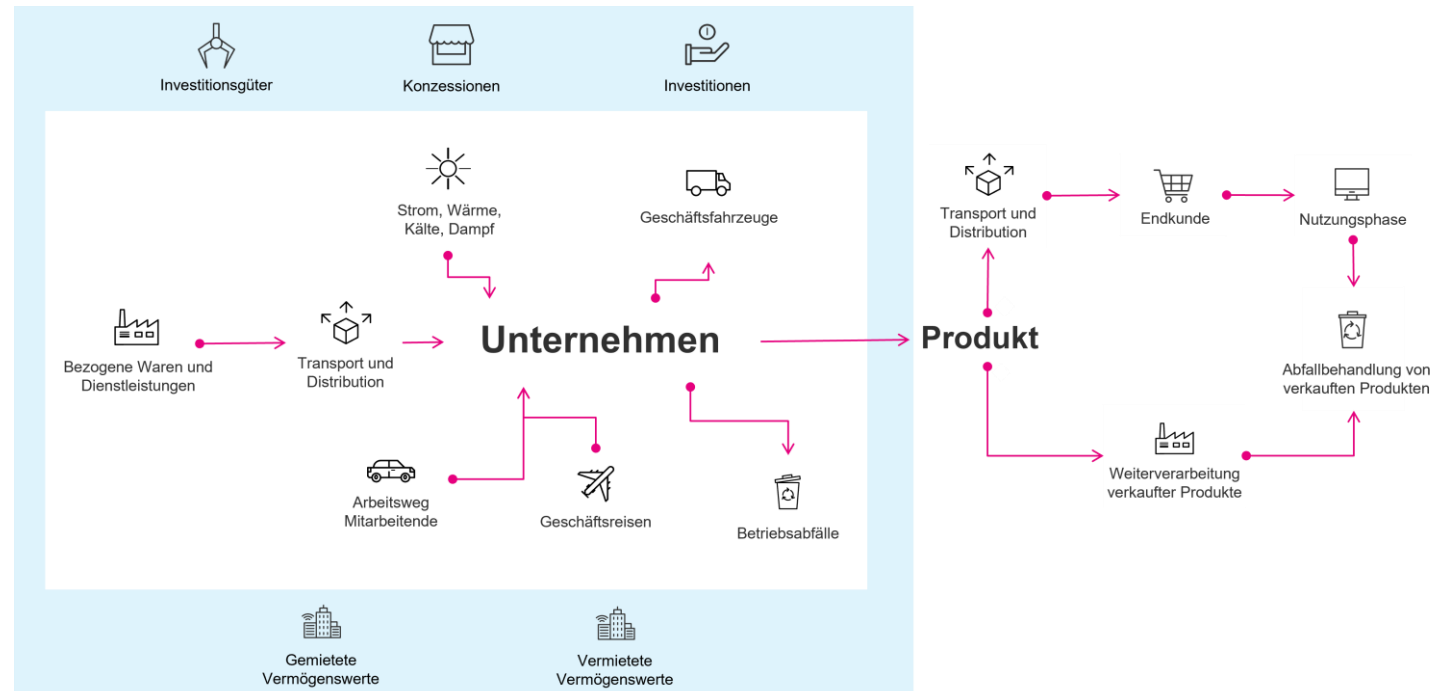 Investitionsgüter
Konzessionen
Investitionen
Strom, Wärme,
Kälte, Dampf
Geschäftsfahrzeuge
Transport und
Distribution
Endkunde
Nutzungsphase
Bezogene Waren und
Dienstleistungen
Transport und
Distribution
Unternehmen
Produkt
Abfallbehandlung von
verkauften Produkten
Arbeitsweg
Mitarbeitende
Geschäftsreisen
Betriebsabfälle
Weiterverarbeitung
verkaufter Produkte
Gemietete
Vermögenswerte
Vermietete
Vermögenswerte